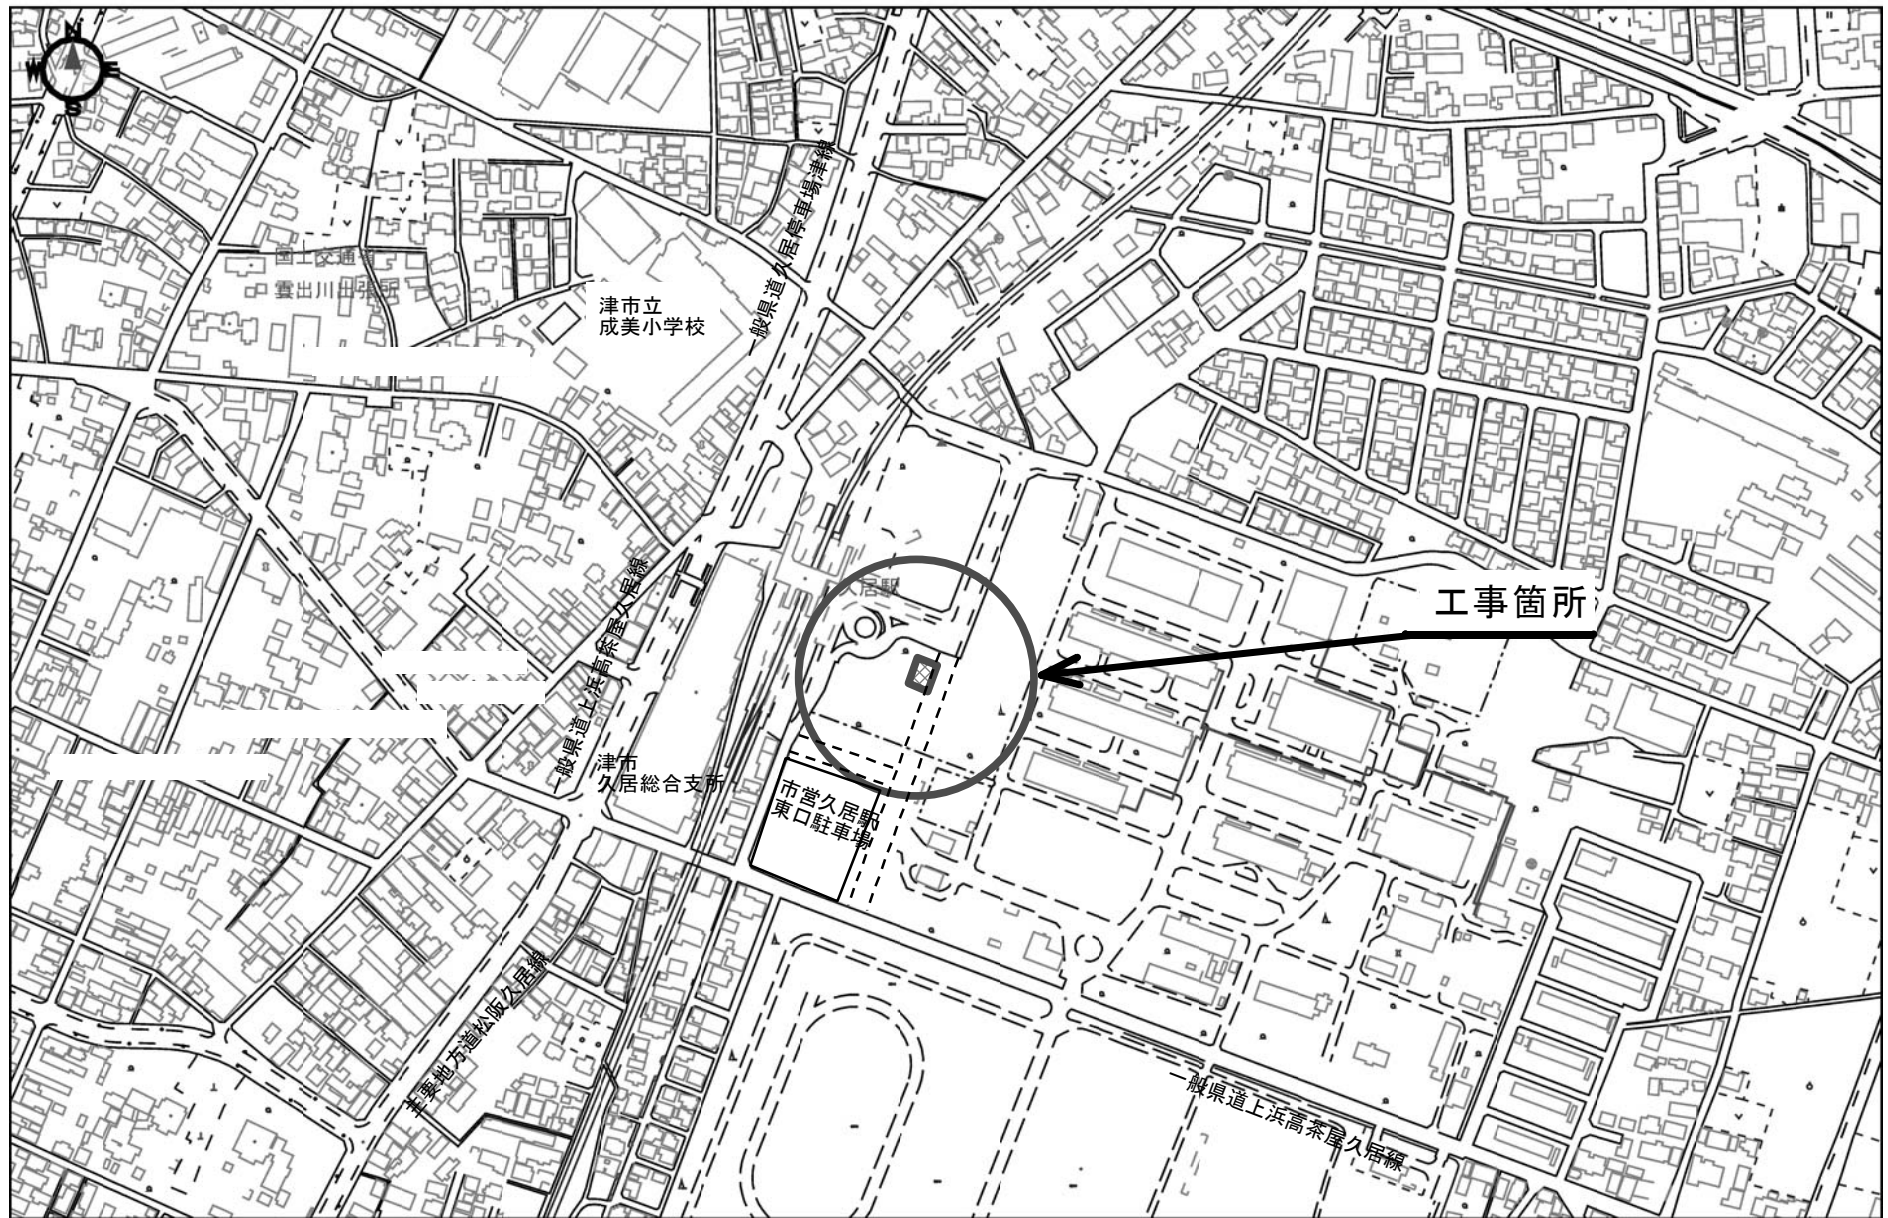 N
W E
S
一般県道久居停車場津線
国土交通省
雲出川出張所
津市立
成美小学校
久居駅
工事箇所
一般県道上浜高茶屋久居線
津市
久居総合支所
市営久居駅
東口駐車場
主要地方道松阪久居線
一般県道上浜高茶屋久居線